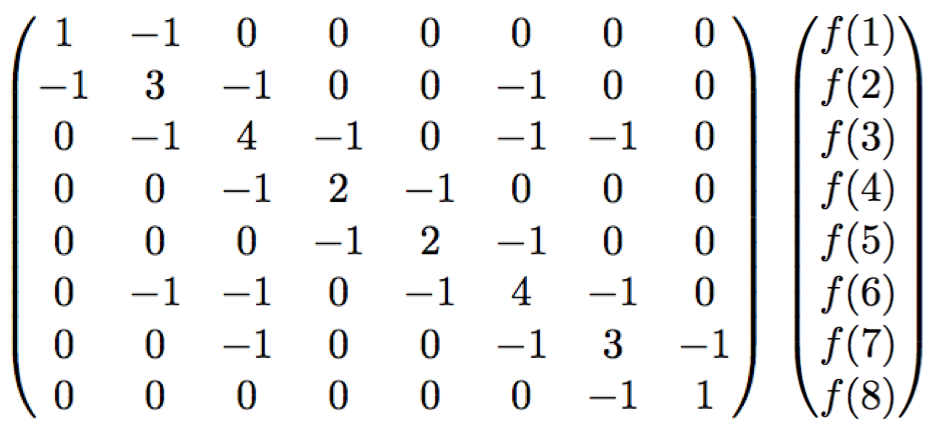 1 −1 0 0 0 0 0 0 f(1)
−1 3 −1 0 0 −1 0 0 f(2)
0 −1 4 −1 0 −1 −1 0 f(3)
0 0 −1 2 −1 0 0 0 f(4)
0 0 0 −1 2 −1 0 0 f(5)
0 −1 −1 0 −1 4 −1 0 f(6)
0 0 −1 0 0 −1 3 −1 f(7)
0 0 0 0 0 0 −1 1 f(8)